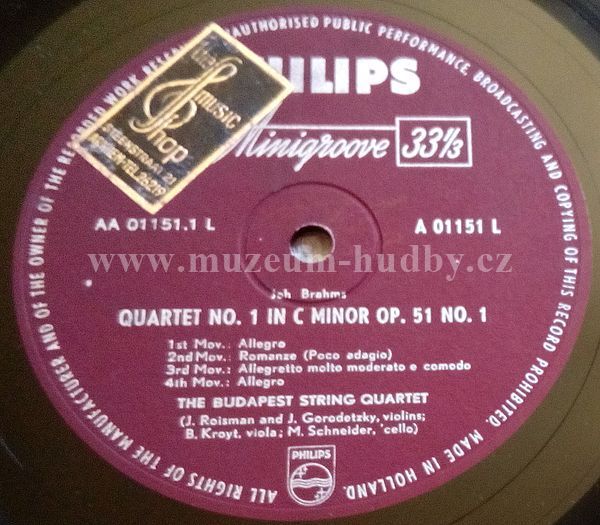 ALL RIGHTS OF THE MANUFACTURER AND OF THE OWNER OF THE RECORDED WORK AUTHORISED PUBLIC PERFORMANCE, BROADCASTING AND COPYING OF THIS RECORD PROHIBITED. MADE IN HOLLAND.
The
MUSIC
Shop
PHILIPS
Minigroove 33⅓
AA 01151.1 L
A 01151 L
www.muzeum-hudby.cz
Joh Brahms
QUARTET NO. 1 IN C MINOR OP. 51 NO. 1
1st Mov.: Allegro
2nd Mov.: Romanze (Poco adagio)
3rd Mov.: Allegretto molto moderato e comodo
4th Mov.: Allegro
THE BUDAPEST STRING QUARTET
(J. Roisman and J. Gorodetzky, violins;
B. Kroyt, viola; M. Schneider, 'cello)
PHILIPS